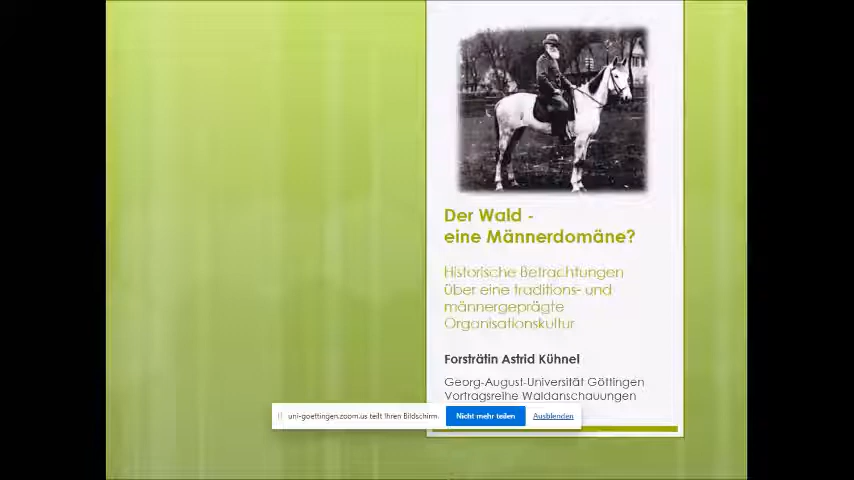 Der Wald -
eine Männerdomäne?
Historische Betrachtungen
über eine traditions- und
männergeprägte
Organisationskultur
Forsträtin Astrid Kühnel
Georg-August-Universität Göttingen
Vortragsreihe Waldanschauungen
uni-goettingen.zoom.us teilt Ihren Bildschirm.
Nicht mehr teilen
Ausblenden